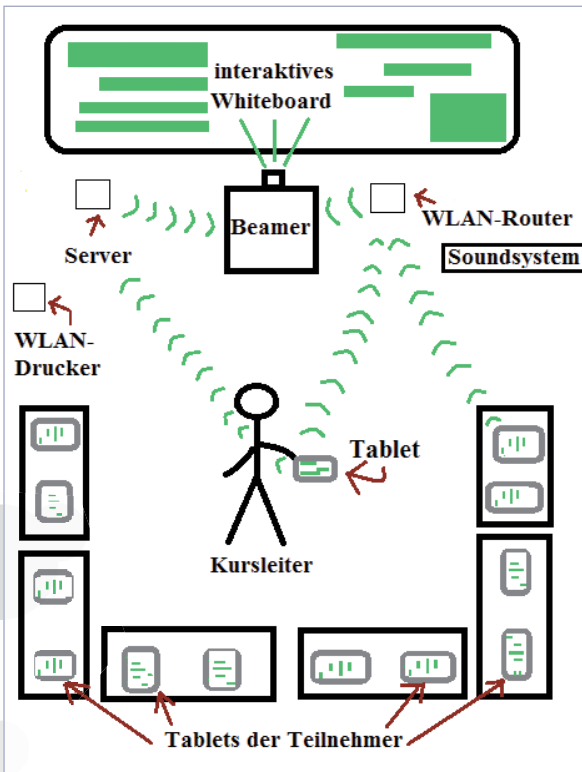 interaktives
Whiteboard
Beamer
WLAN-Router
Server
Soundsystem
WLAN-
Drucker
Tablet
Kursleiter
Tablets der Teilnehmer